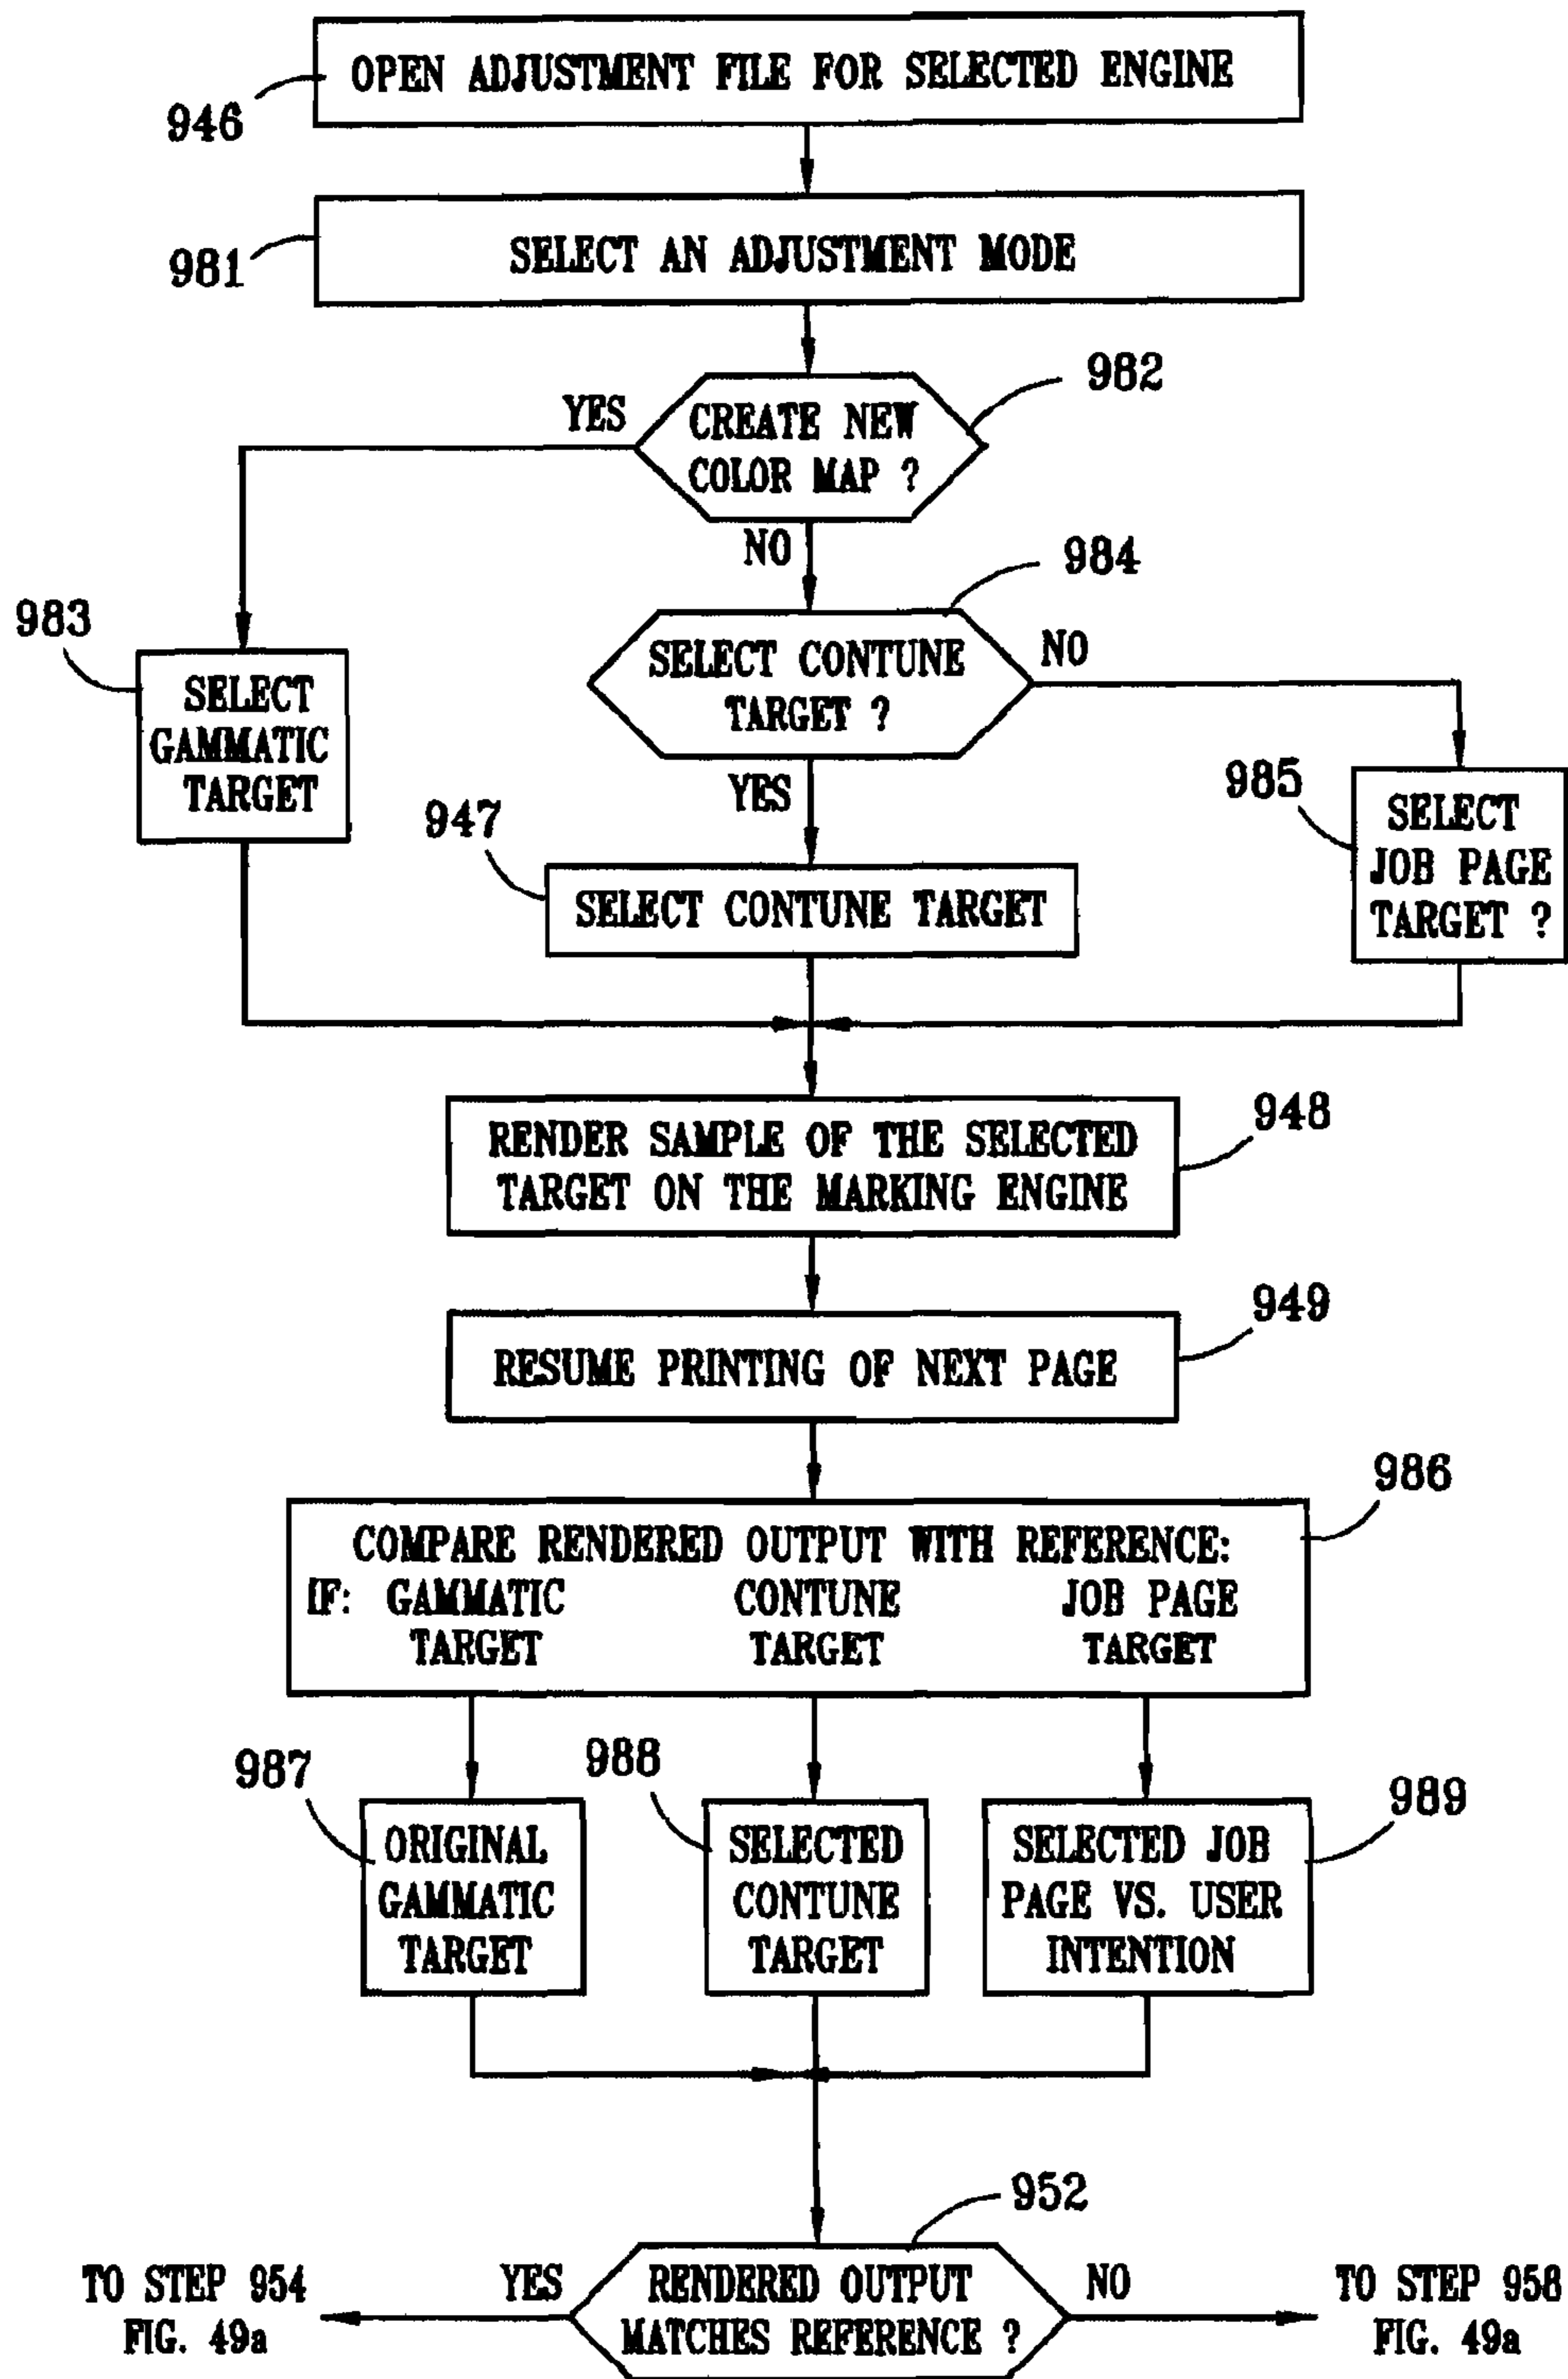 OPEN ADJUSTMENT FILE FOR SELECTED ENGINE
946
SELECT AN ADJUSTMENT MODE
981
982
YES
CREATE NEW
COLOR MAP ?
NO
984
983
SELECT CONTUNE
TARGET ?
NO
SELECT
GAMMATIC
TARGET
YES
985
SELECT
JOB PAGE
TARGET ?
947
SELECT CONTUNE TARGET
948
RENDER SAMPLE OF THE SELECTED
TARGET ON THE MARKING ENGINE
949
RESUME PRINTING OF NEXT PAGE
986
COMPARE RENDERED OUTPUT WITH REFERENCE:
IF: GAMMATIC CONTUNE JOB PAGE
TARGET TARGET TARGET
987
988
989
ORIGINAL
GAMMATIC
TARGET
SELECTED
CONTUNE
TARGET
SELECTED JOB
PAGE VS. USER
INTENTION
952
TO STEP 954
FIG. 49a
YES
RENDERED OUTPUT
MATCHES REFERENCE ?
NO
TO STEP 958
FIG. 49a